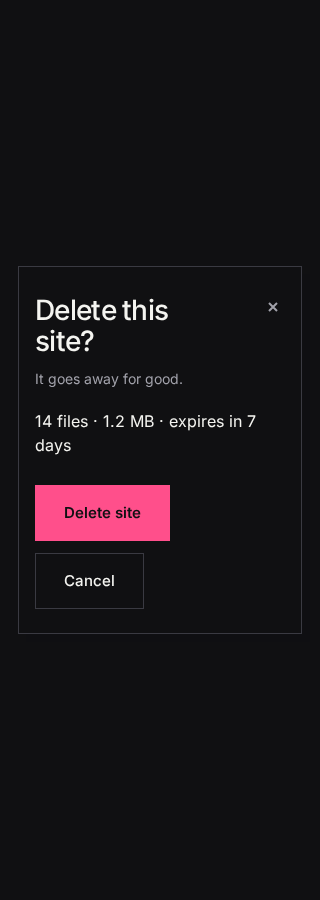 Delete this
site?
×
It goes away for good.
14 files · 1.2 MB · expires in 7
days
Delete site
Cancel